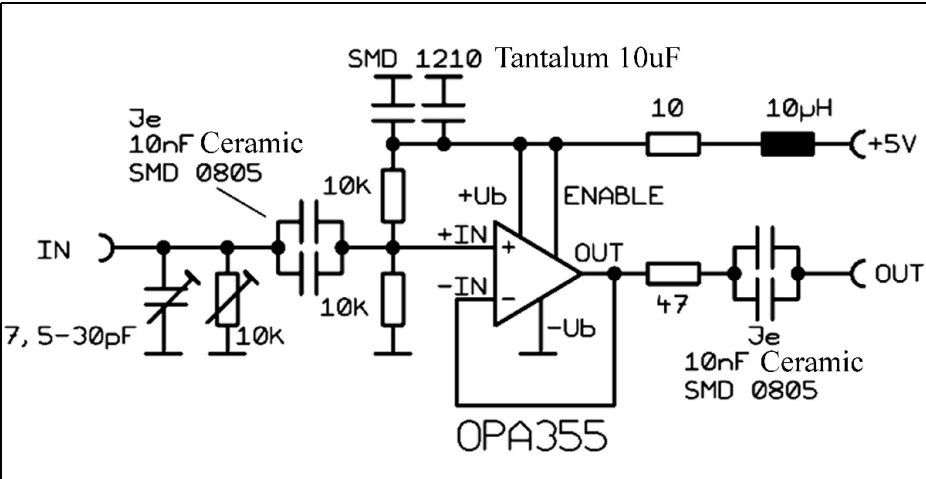 SMD 1210 Tantalum 10uF
Je
10nF Ceramic
SMD 0805
10
10µH
+5V
10k
+Ub
ENABLE
IN
+IN
+
OUT
-IN
-
10k
7,5-30pF
10k
-Ub
47
OUT
Je
10nF Ceramic
SMD 0805
OPA355